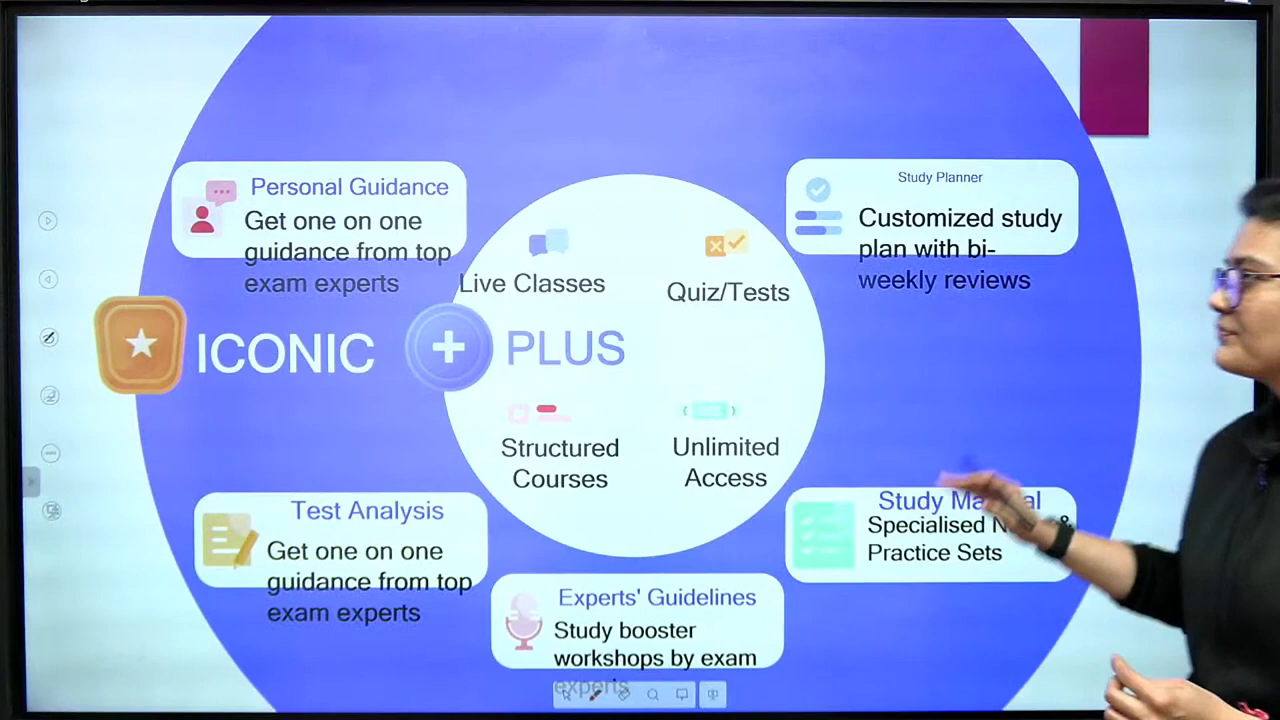 Personal Guidance
Get one on one
guidance from top
exam experts
Study Planner
Customized study
plan with bi-
weekly reviews
Live Classes
Quiz/Tests
ICONIC
PLUS
Structured
Courses
Unlimited
Access
Test Analysis
Get one on one
guidance from top
exam experts
Experts' Guidelines
Study booster
workshops by exam
experts
Study
Specialised
Practice Sets